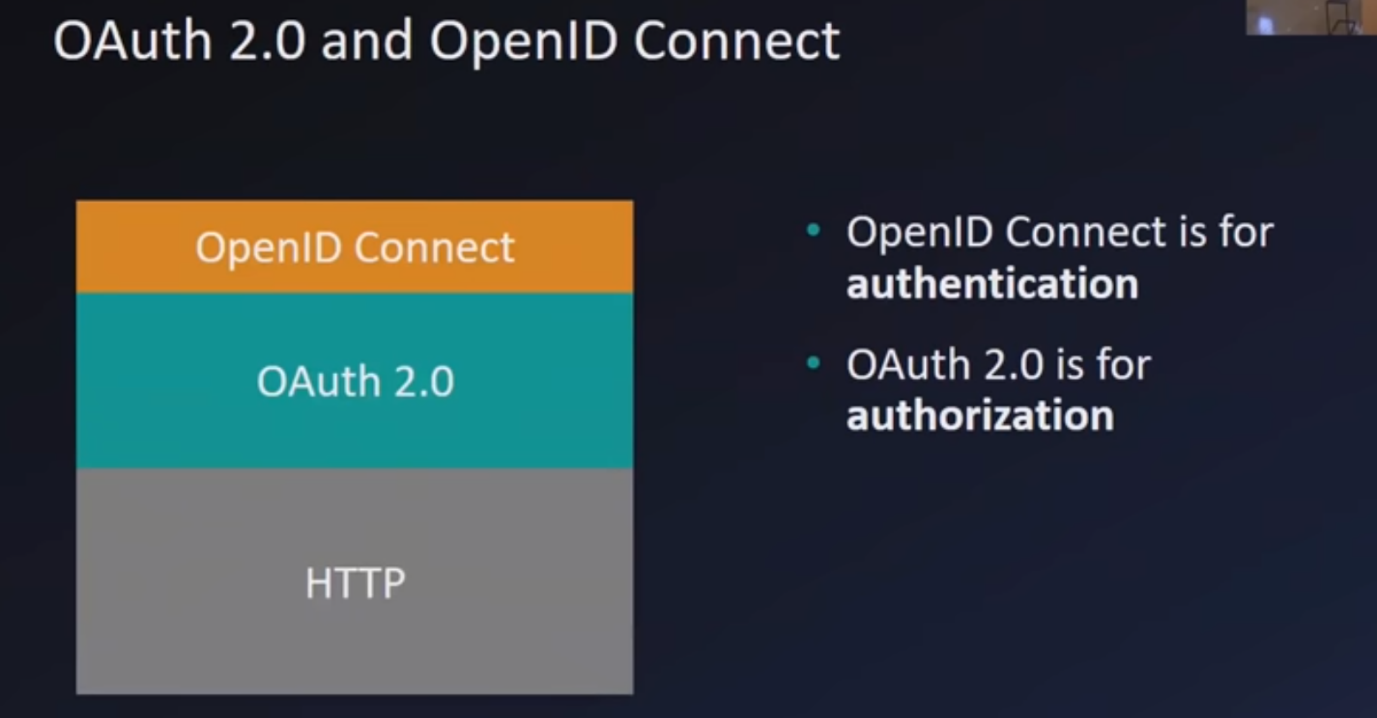 OAuth 2.0 and OpenID Connect
OpenID Connect
OAuth 2.0
HTTP
• OpenID Connect is for
authentication
• OAuth 2.0 is for
authorization